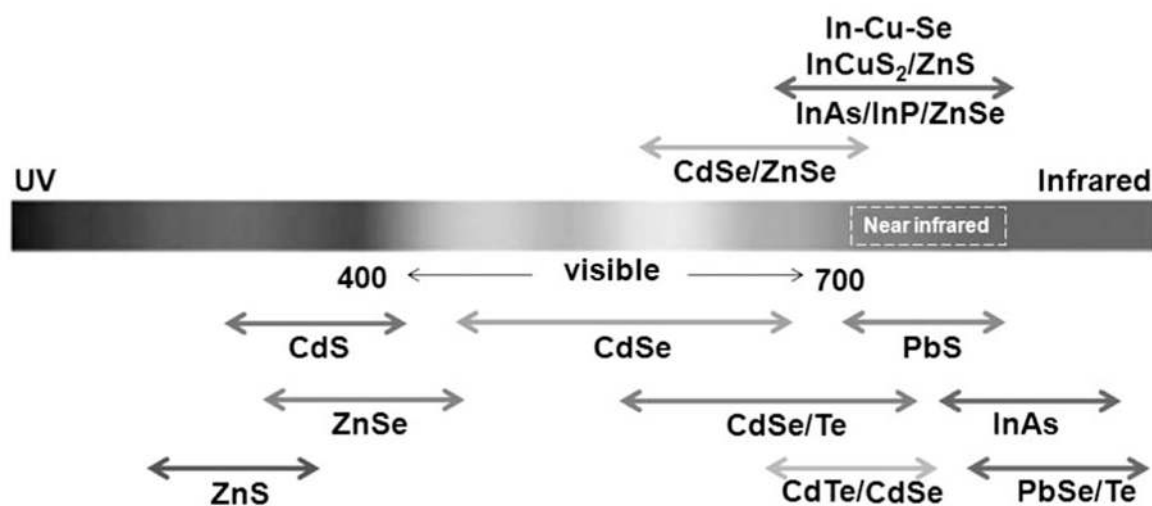 In-Cu-Se
InCuS₂/ZnS
InAs/InP/ZnSe
CdSe/ZnSe
UV
Infrared
Near infrared
400
visible
700
CdS
CdSe
PbS
ZnSe
CdSe/Te
InAs
ZnS
CdTe/CdSe
PbSe/Te